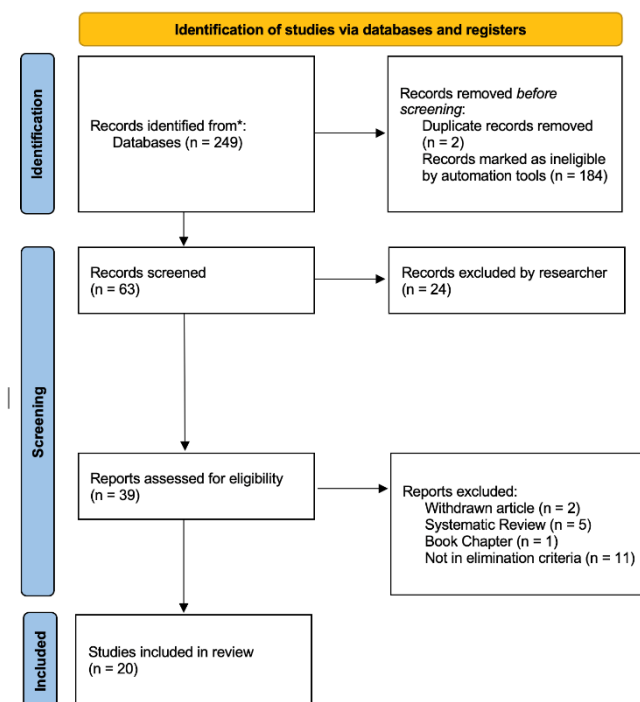 Identification of studies via databases and registers
Identification
Records identified from*:
Databases (n = 249)
Records removed before
screening:
Duplicate records removed
(n = 2)
Records marked as ineligible
by automation tools (n = 184)
Screening
Records screened
(n = 63)
Records excluded by researcher
(n = 24)
Reports assessed for eligibility
(n = 39)
Reports excluded:
Withdrawn article (n = 2)
Systematic Review (n = 5)
Book Chapter (n = 1)
Not in elimination criteria (n = 11)
Included
Studies included in review
(n = 20)